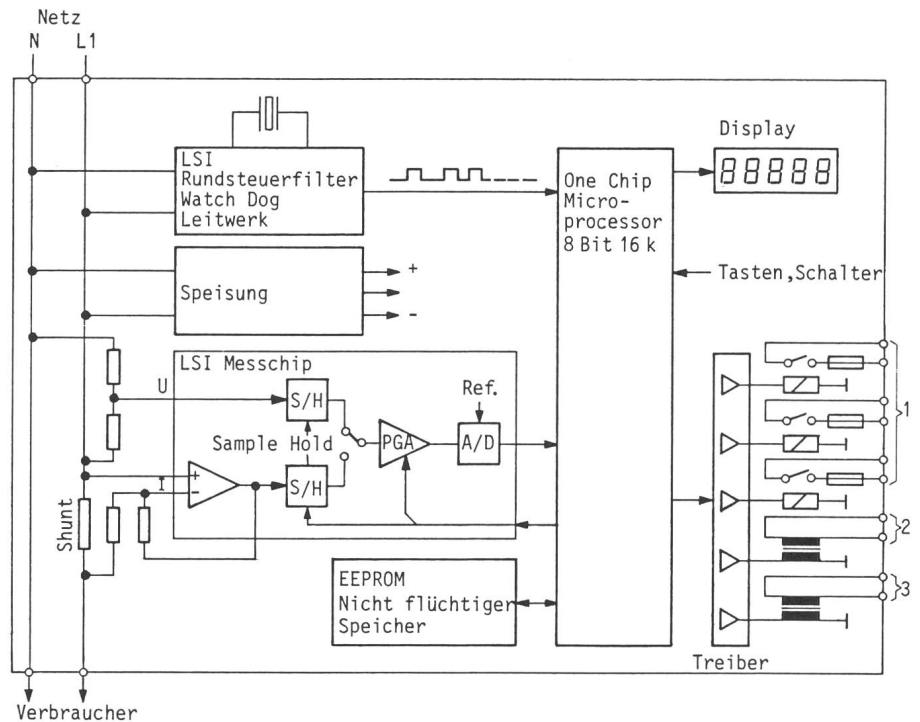 Netz
N L1
LSI
Rundsteuerfilter
Watch Dog
Leitwerk
Speisung
+
-
LSI Messchip
U
S/H
Sample Hold
S/H
I
+
-
PGA
Ref.
A/D
Shunt
EEPROM
Nicht flüchtiger
Speicher
One Chip
Micro-
processor
8 Bit 16 k
Display
88888
Tasten,Schalter
1
2
3
Treiber
Verbraucher